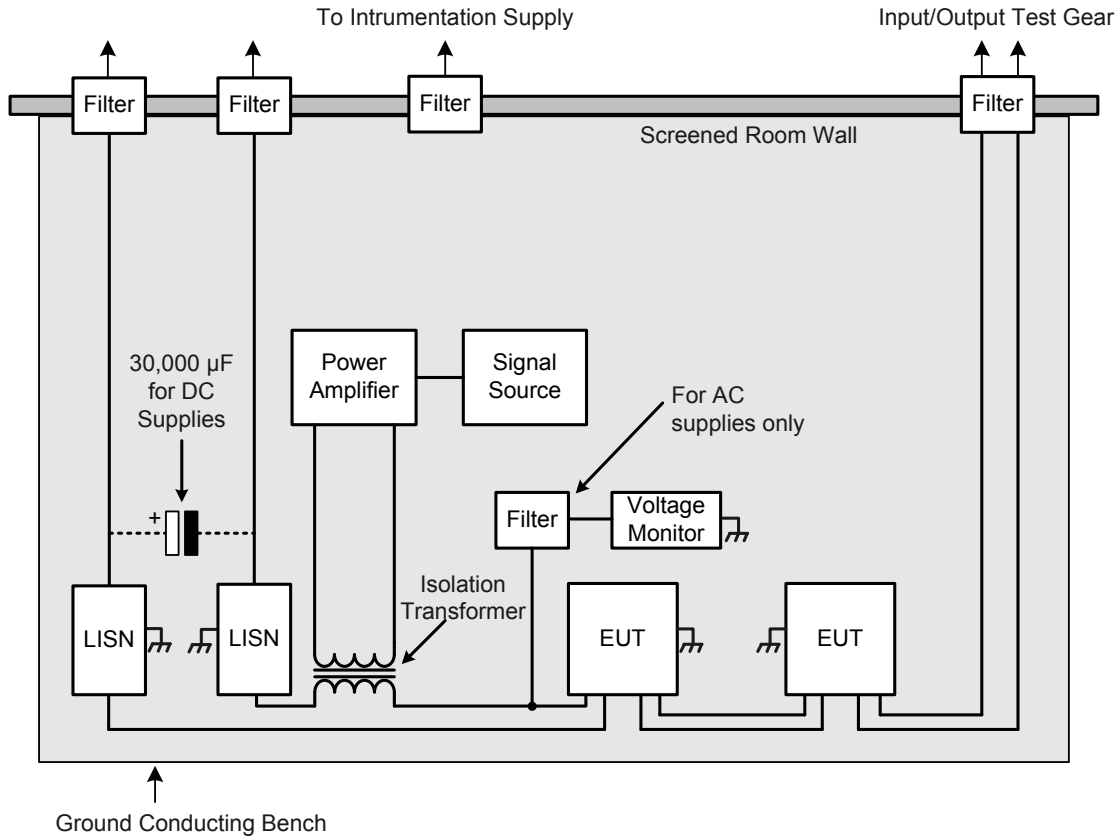 To Intrumentation Supply
Input/Output Test Gear
Filter
Filter
Filter
Filter
Screened Room Wall
30,000 µF
for DC
Supplies
Power
Amplifier
Signal
Source
For AC
supplies only
+
Filter
Voltage
Monitor
Isolation
Transformer
LISN
LISN
EUT
EUT
Ground Conducting Bench